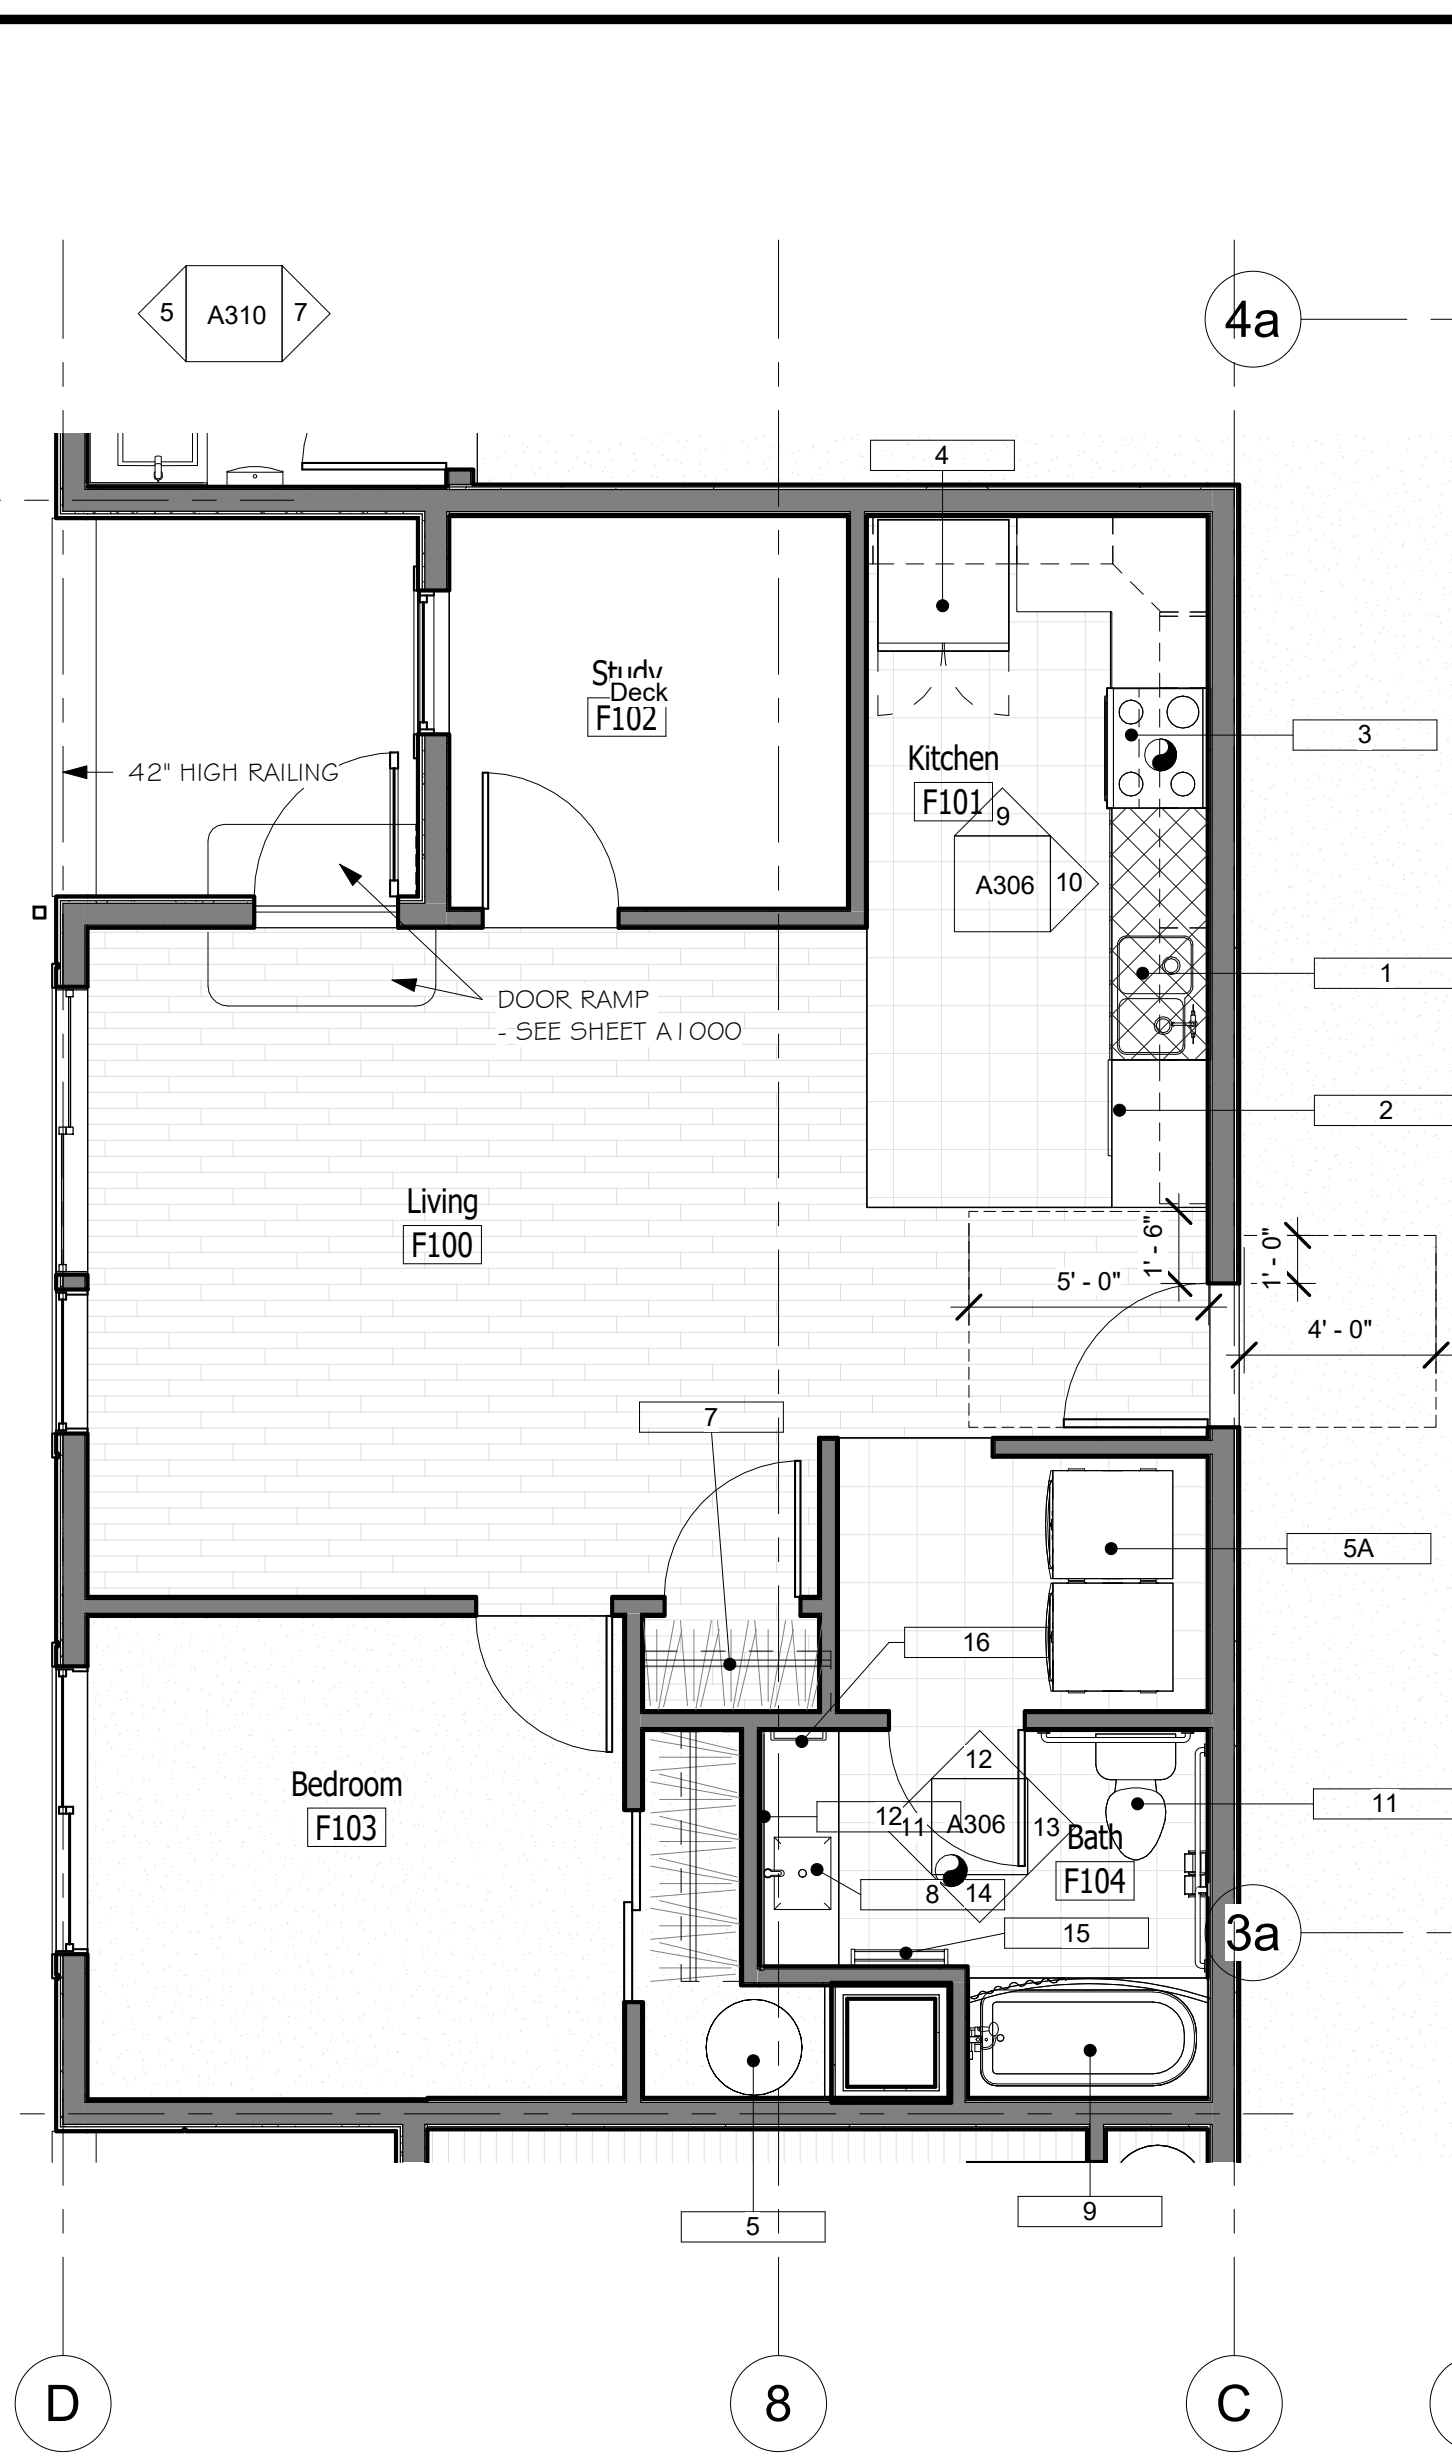 4a
5
A310
7
4
Study
Deck
F102
3
42" HIGH RAILING
Kitchen
F101
9
A306
10
1
DOOR RAMP
- SEE SHEET A1000
2
Living
F100
1' - 6"
1' - 0"
5' - 0"
4' - 0"
7
5A
16
12
Bedroom
F103
12
11
A306
13
11
Bath
F104
8
14
15
3a
9
5
D
8
C